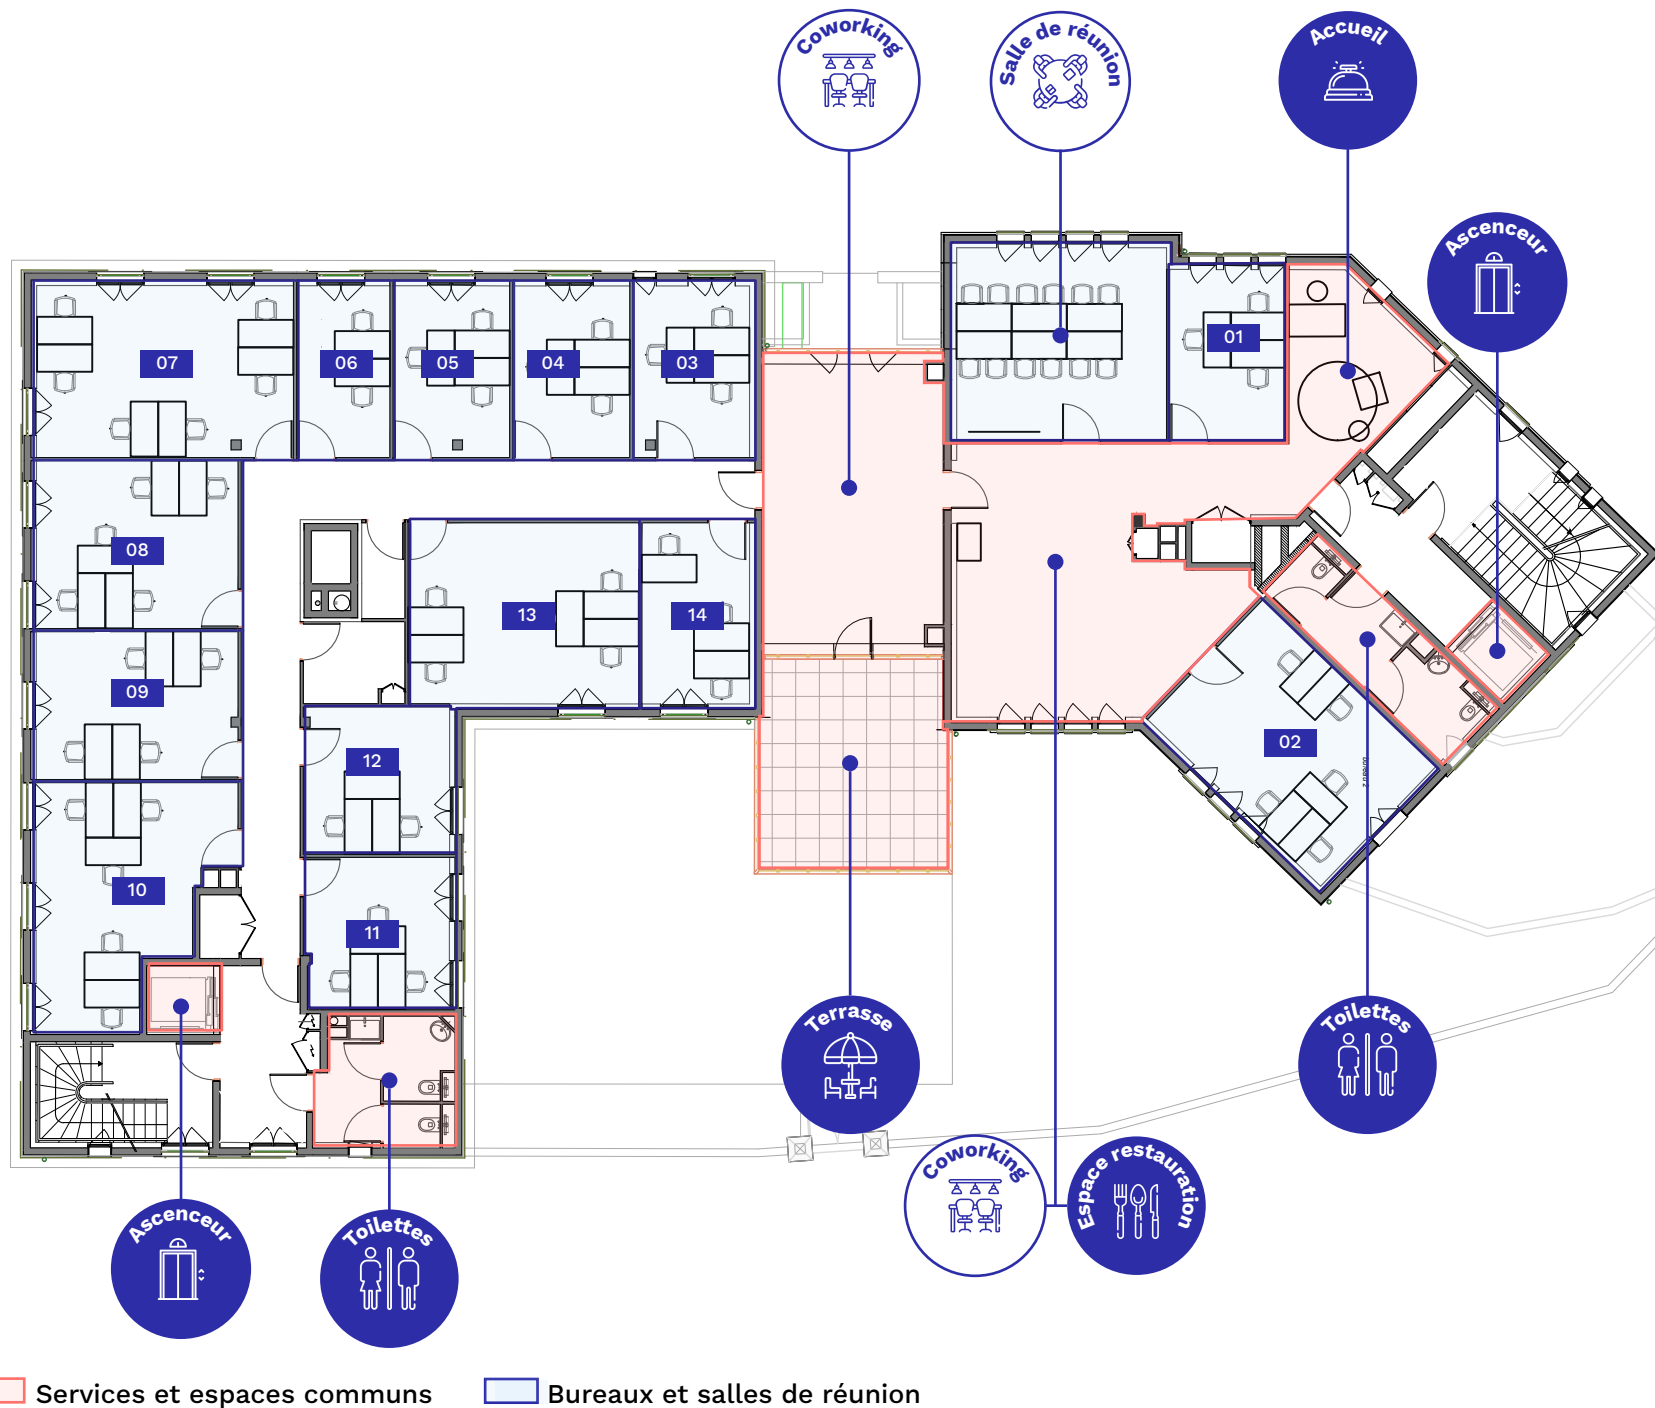 Coworking
Salle de réunion
Accueil
Ascenceur
01
07
06
05
04
03
08
13
14
09
02
12
10
11
Terrasse
Toilettes
Coworking
Espace restauration
Ascenceur
Toilettes
Services et espaces communs
Bureaux et salles de réunion